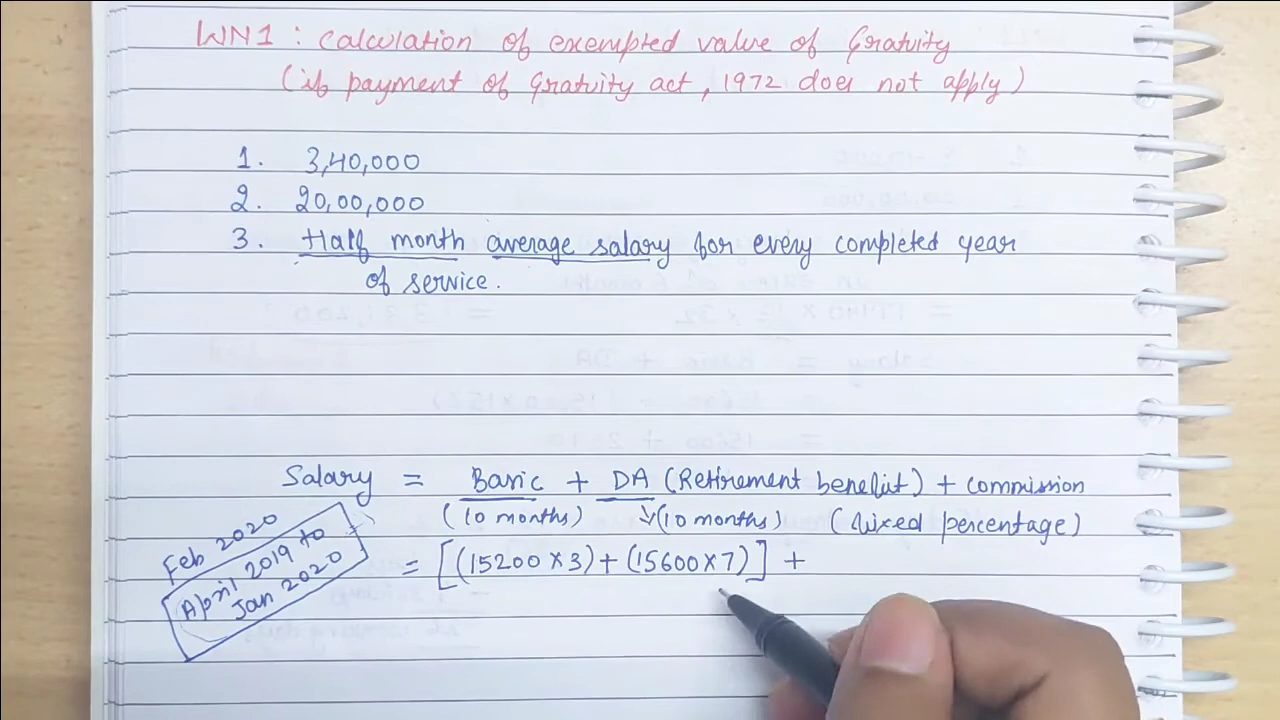 WN1 : Calculation of exempted value of Gratuity
(if payment of Gratuity act, 1972 does not apply)
1. 3,40,000
2. 20,00,000
3. Half month average salary for every completed year
of service.
Salary = Basic + DA (Retirement benefit) + commission
(10 months) (10 months) (fixed percentage)
Feb 2020
April 2019 to
Jan 2020
= [(15200 × 3) + (15600 × 7)] +